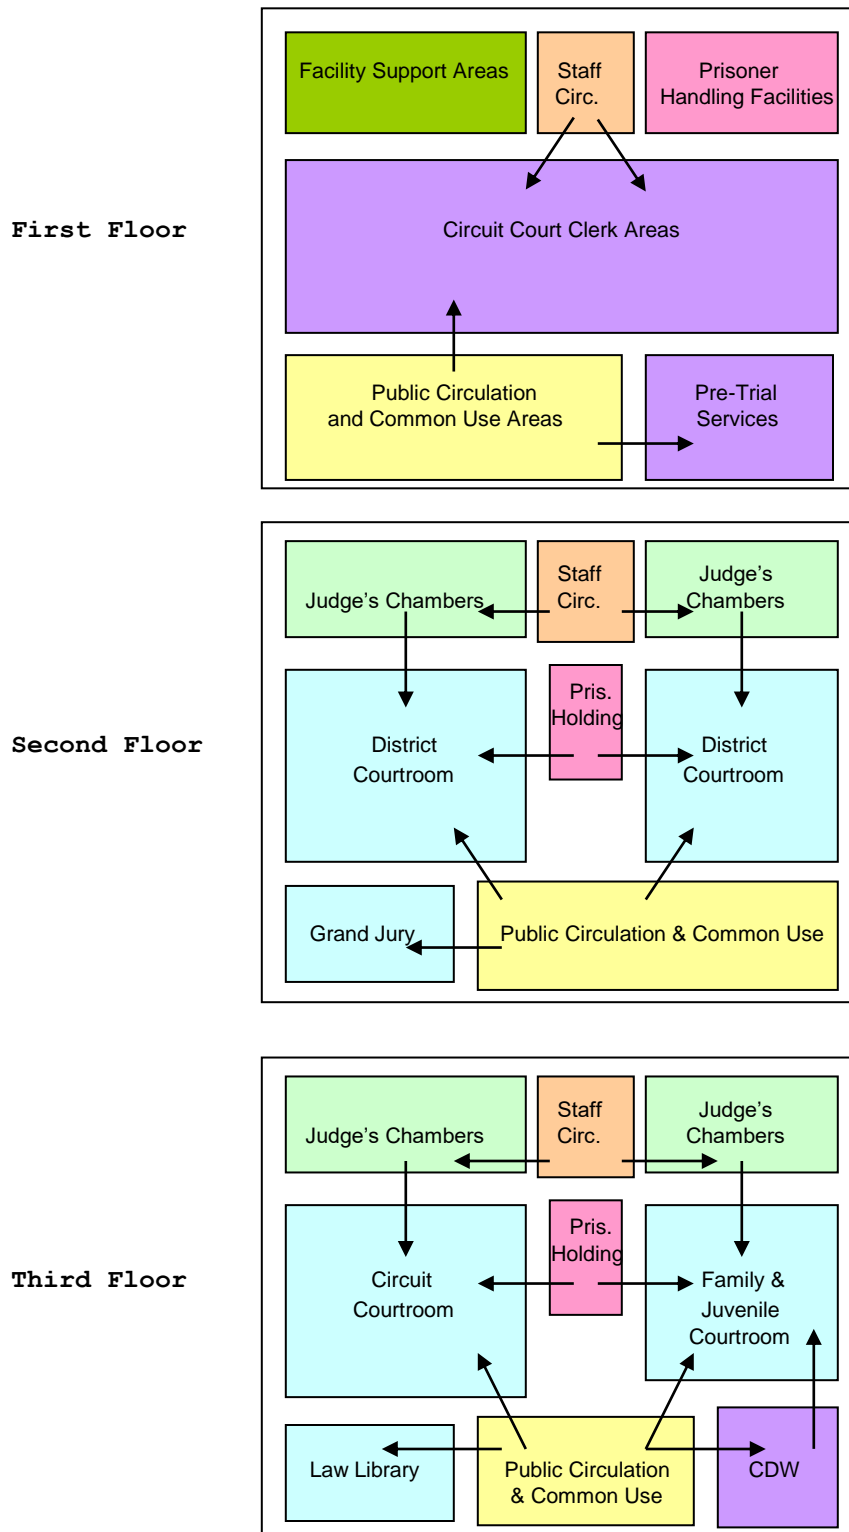 Facility Support Areas
Staff
Circ.
Prisoner
Handling Facilities
First Floor
Circuit Court Clerk Areas
Public Circulation
and Common Use Areas
Pre-Trial
Services
Judge’s Chambers
Staff
Circ.
Judge’s
Chambers
Second Floor
District
Courtroom
Pris.
Holding
District
Courtroom
Grand Jury
Public Circulation & Common Use
Judge’s Chambers
Staff
Circ.
Judge’s
Chambers
Third Floor
Circuit
Courtroom
Pris.
Holding
Family &
Juvenile
Courtroom
Law Library
Public Circulation
& Common Use
CDW